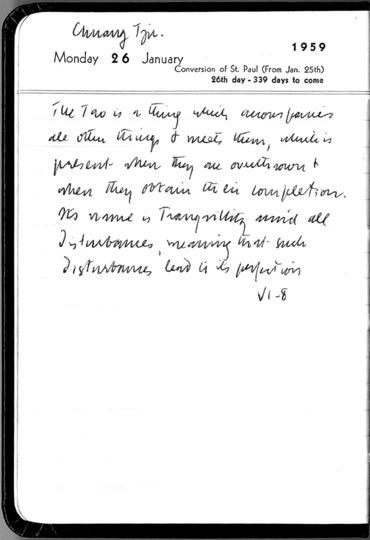 Chuang Tzu.
1959
Monday 26 January
Conversion of St. Paul (From Jan. 25th)
26th day - 339 days to come
The Tao is a thing which accompanies
all other things & meets them, which is
present when they are overthrown &
when they obtain their completion.
Its name is Tranquillity amid all
Disturbances, meaning that such
Disturbances lead to its perfection
VI-8